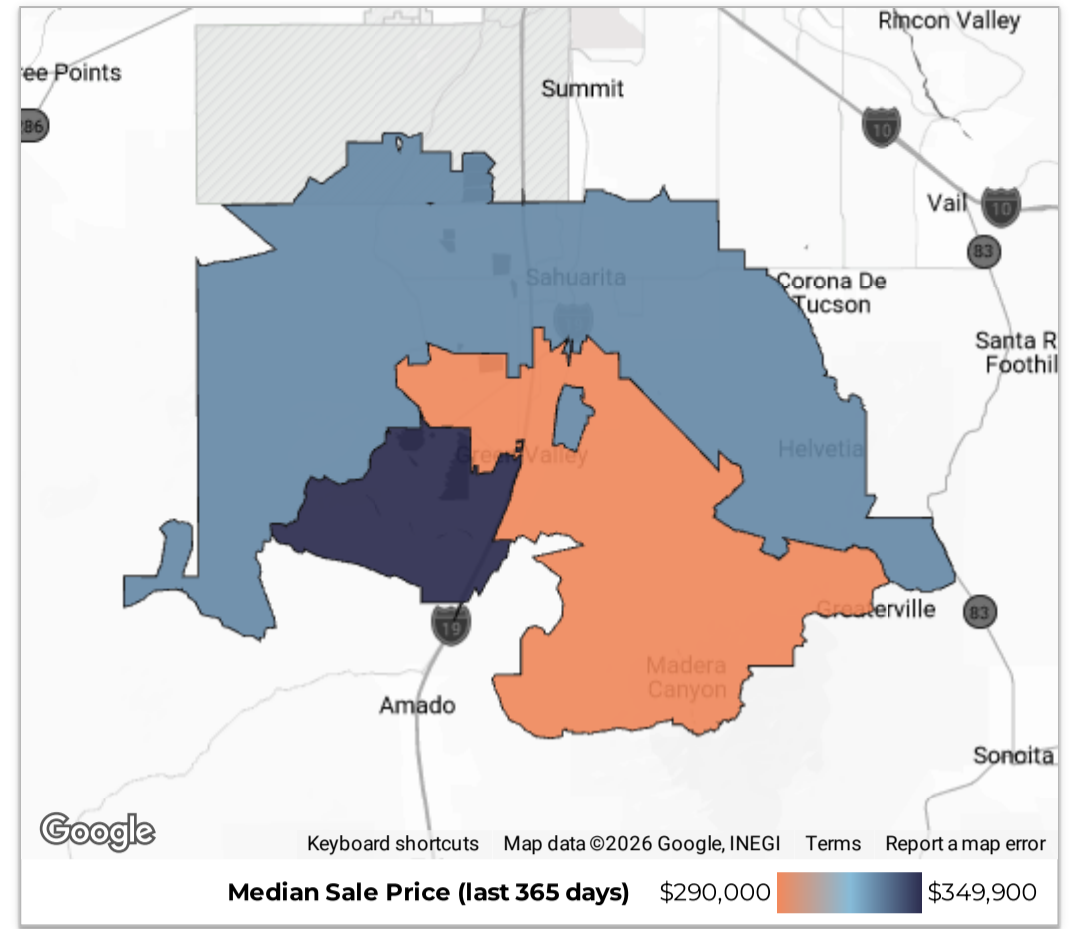 Rincon Valley
ree Points
Summit
86
10
Vail
10
83
Sahuarita
Corona De
Tucson
Santa R
Foothil
Helvetia
Green Valley
Greaterville
83
19
Madera
Canyon
Amado
Sonoita
Google
Keyboard shortcuts Map data ©2026 Google, INEGI Terms Report a map error
Median Sale Price (last 365 days) $290,000 $349,900